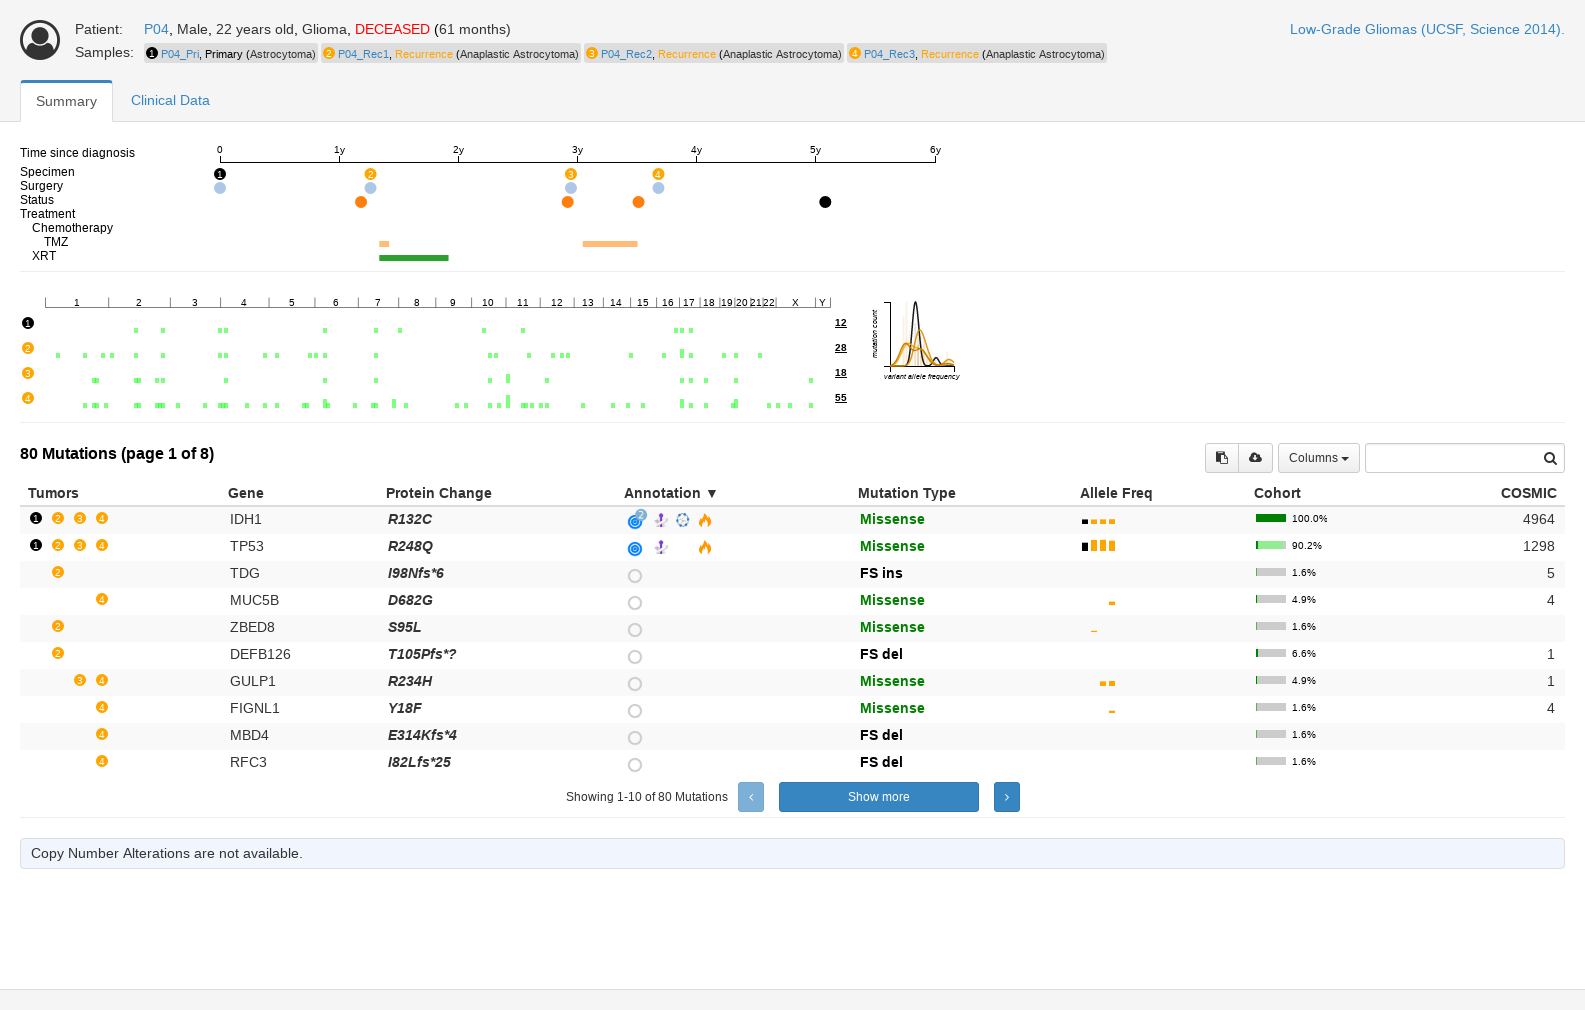 Patient: P04, Male, 22 years old, Glioma, DECEASED (61 months)
Low-Grade Gliomas (UCSF, Science 2014).
Samples: 1 P04_Pri, Primary (Astrocytoma) 2 P04_Rec1, Recurrence (Anaplastic Astrocytoma) 3 P04_Rec2, Recurrence (Anaplastic Astrocytoma) 4 P04_Rec3, Recurrence (Anaplastic Astrocytoma)
Summary Clinical Data
Time since diagnosis 0 1y 2y 3y 4y 5y 6y
Specimen 1 2 3 4
Surgery
Status
Treatment
Chemotherapy
TMZ
XRT
1 2 3 4 5 6 7 8 9 10 11 12 13 14 15 16 17 18 19 20 21 22 X Y
1 12
2 28
3 18
4 55
mutation count
variant allele frequency
80 Mutations (page 1 of 8)
Columns
Tumors Gene Protein Change Annotation ▼ Mutation Type Allele Freq Cohort COSMIC
1 2 3 4 IDH1 R132C 2 Missense 100.0% 4964
1 2 3 4 TP53 R248Q Missense 90.2% 1298
2 TDG I98Nfs*6 FS ins 1.6% 5
4 MUC5B D682G Missense 4.9% 4
2 ZBED8 S95L Missense 1.6%
2 DEFB126 T105Pfs*? FS del 6.6% 1
3 4 GULP1 R234H Missense 4.9% 1
4 FIGNL1 Y18F Missense 1.6% 4
4 MBD4 E314Kfs*4 FS del 1.6%
4 RFC3 I82Lfs*25 FS del 1.6%
Showing 1-10 of 80 Mutations ‹ Show more ›
Copy Number Alterations are not available.